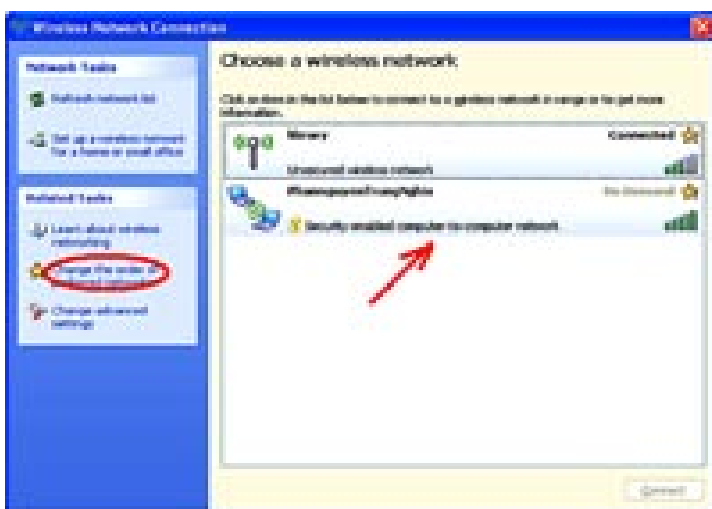 Wireless Network Connection
Network Tasks
Refresh network list
Set up a wireless network
for a home or small office
Related Tasks
Learn about wireless
networking
Change the order of
preferred networks
Change advanced
settings
Choose a wireless network
Click an item in the list below to connect to a wireless network in range or to get more
information.
library Connected
Unsecured wireless network
On Demand
Security-enabled computer-to-computer network
Connect